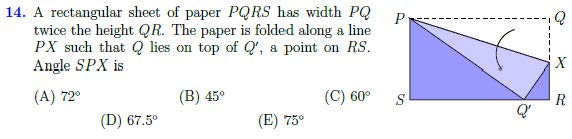 14. A rectangular sheet of paper PQRS has width PQ
twice the height QR. The paper is folded along a line
PX such that Q lies on top of Q′, a point on RS.
Angle SPX is
(A) 72° (B) 45° (C) 60°
(D) 67.5° (E) 75°
P
Q
X
S
Q′
R